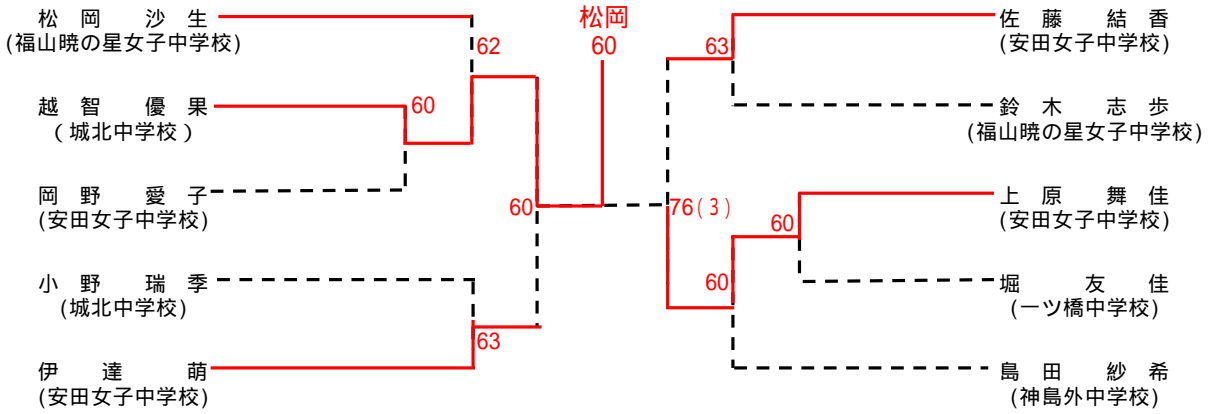 松岡
60
松 岡 沙 生
(福山暁の星女子中学校)
62
越 智 優 果
(城北中学校)
60
岡 野 愛 子
(安田女子中学校)
60
小 野 瑞 季
(城北中学校)
63
伊 達 萌
(安田女子中学校)
佐 藤 結 香
(安田女子中学校)
63
鈴 木 志 歩
(福山暁の星女子中学校)
76(3)
上 原 舞 佳
(安田女子中学校)
60
堀 友 佳
(一ツ橋中学校)
60
島 田 紗 希
(神島外中学校)